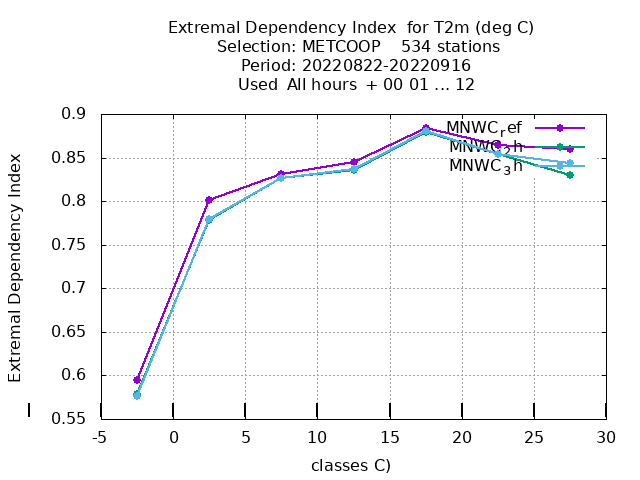 Extremal Dependency Index for T2m (deg C)
Selection: METCOOP 534 stations
Period: 20220822-20220916
Used All hours + 00 01 ... 12
0.9
0.85
0.8
0.75
0.7
0.65
0.6
0.55
Extremal Dependency Index
MNWC_ref
MNWC_2h
MNWC_3h
-5 0 5 10 15 20 25 30
classes C)